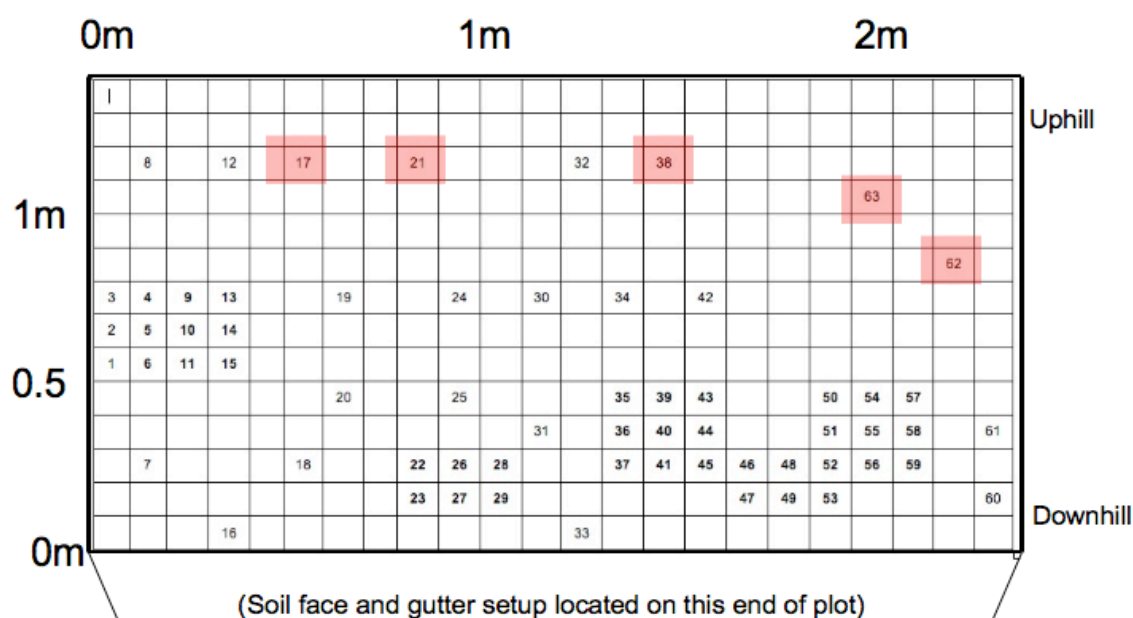 0m 1m 2m
I
Uphill
8 12 17 21 32 38
63
1m
62
3 4 9 13 19 24 30 34 42
2 5 10 14
1 6 11 15
0.5
20 25 35 39 43 50 54 57
31 36 40 44 51 55 58 61
7 18 22 26 28 37 41 45 46 48 52 56 59
23 27 29 47 49 53 60
Downhill
16 33
0m
(Soil face and gutter setup located on this end of plot)